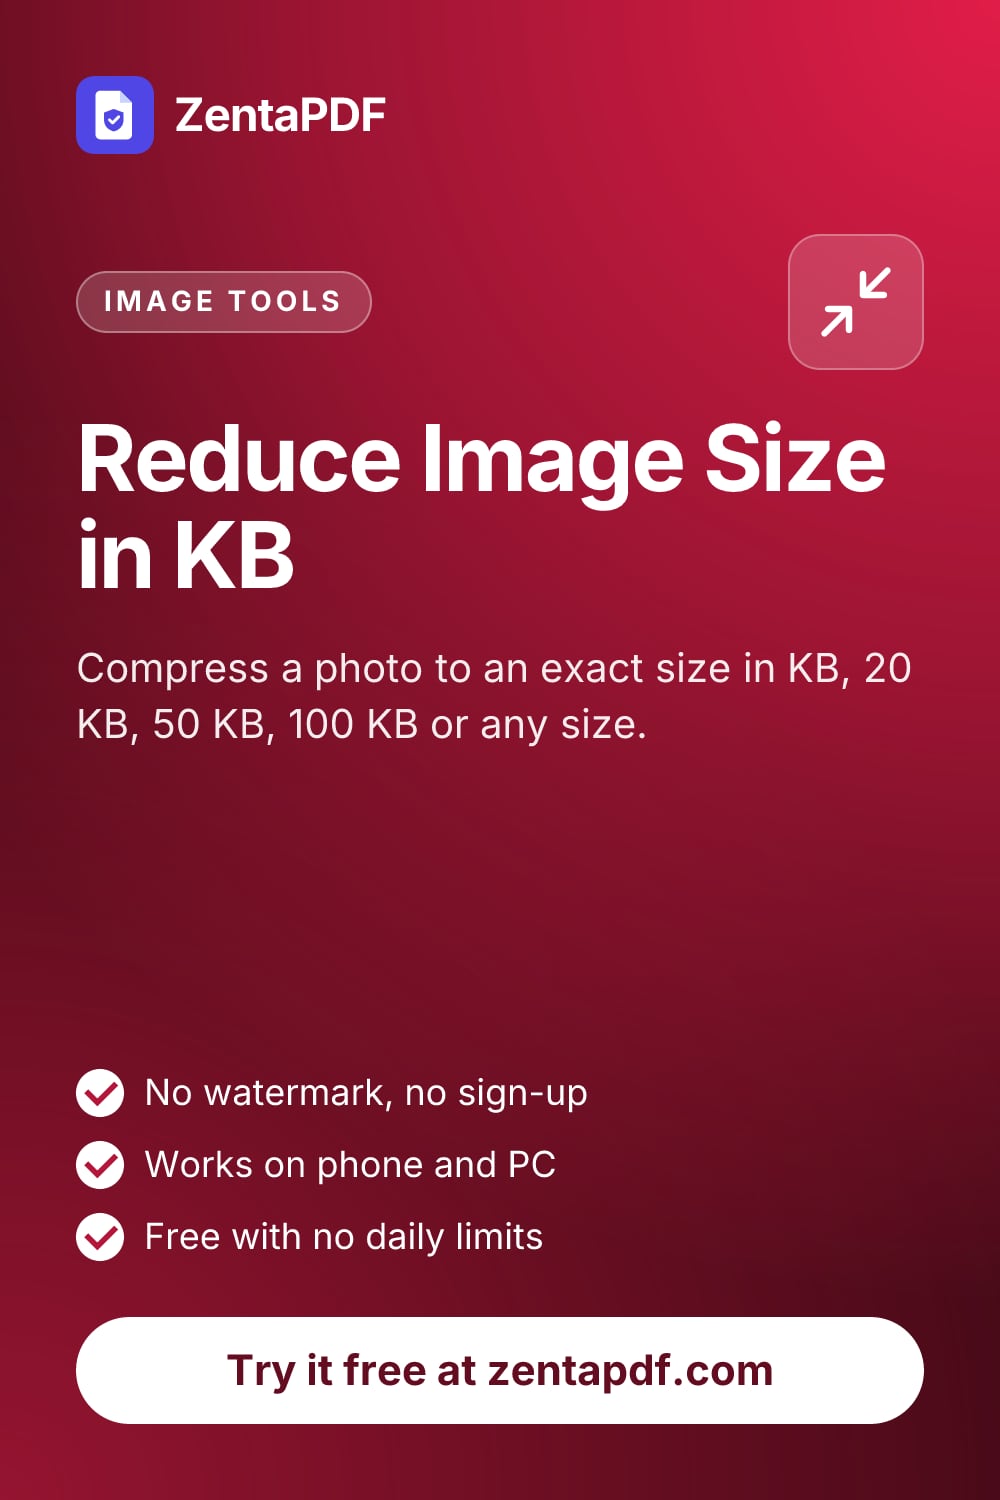 ZentaPDF
IMAGE TOOLS
Reduce Image Size
in KB
Compress a photo to an exact size in KB, 20
KB, 50 KB, 100 KB or any size.
No watermark, no sign-up
Works on phone and PC
Free with no daily limits
Try it free at zentapdf.com